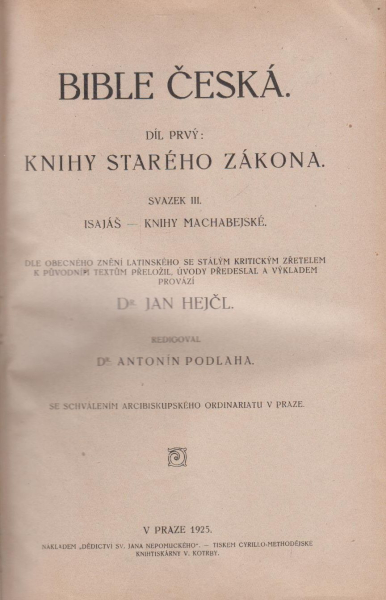 BIBLE ČESKÁ.
DÍL PRVÝ:
KNIHY STARÉHO ZÁKONA.
SVAZEK III.
ISAJÁŠ — KNIHY MACHABEJSKÉ.
DLE OBECNÉHO ZNĚNÍ LATINSKÉHO SE STÁLÝM KRITICKÝM ZŘETELEM
K PŮVODNÍM TEXTŮM PŘELOŽIL, ÚVODY PŘEDESLAL A VÝKLADEM
PROVÁZÍ
DR. JAN HEJČL.
REDIGOVAL
DR. ANTONÍN PODLAHA.
SE SCHVÁLENÍM ARCIBISKUPSKÉHO ORDINARIATU V PRAZE.
V PRAZE 1925.
NÁKLADEM „DĚDICTVÍ SV. JANA NEPOMUCKÉHO“. — TISKEM CYRILLO-METHODĚJSKÉ
KNIHTISKÁRNY V. KOTRBY.